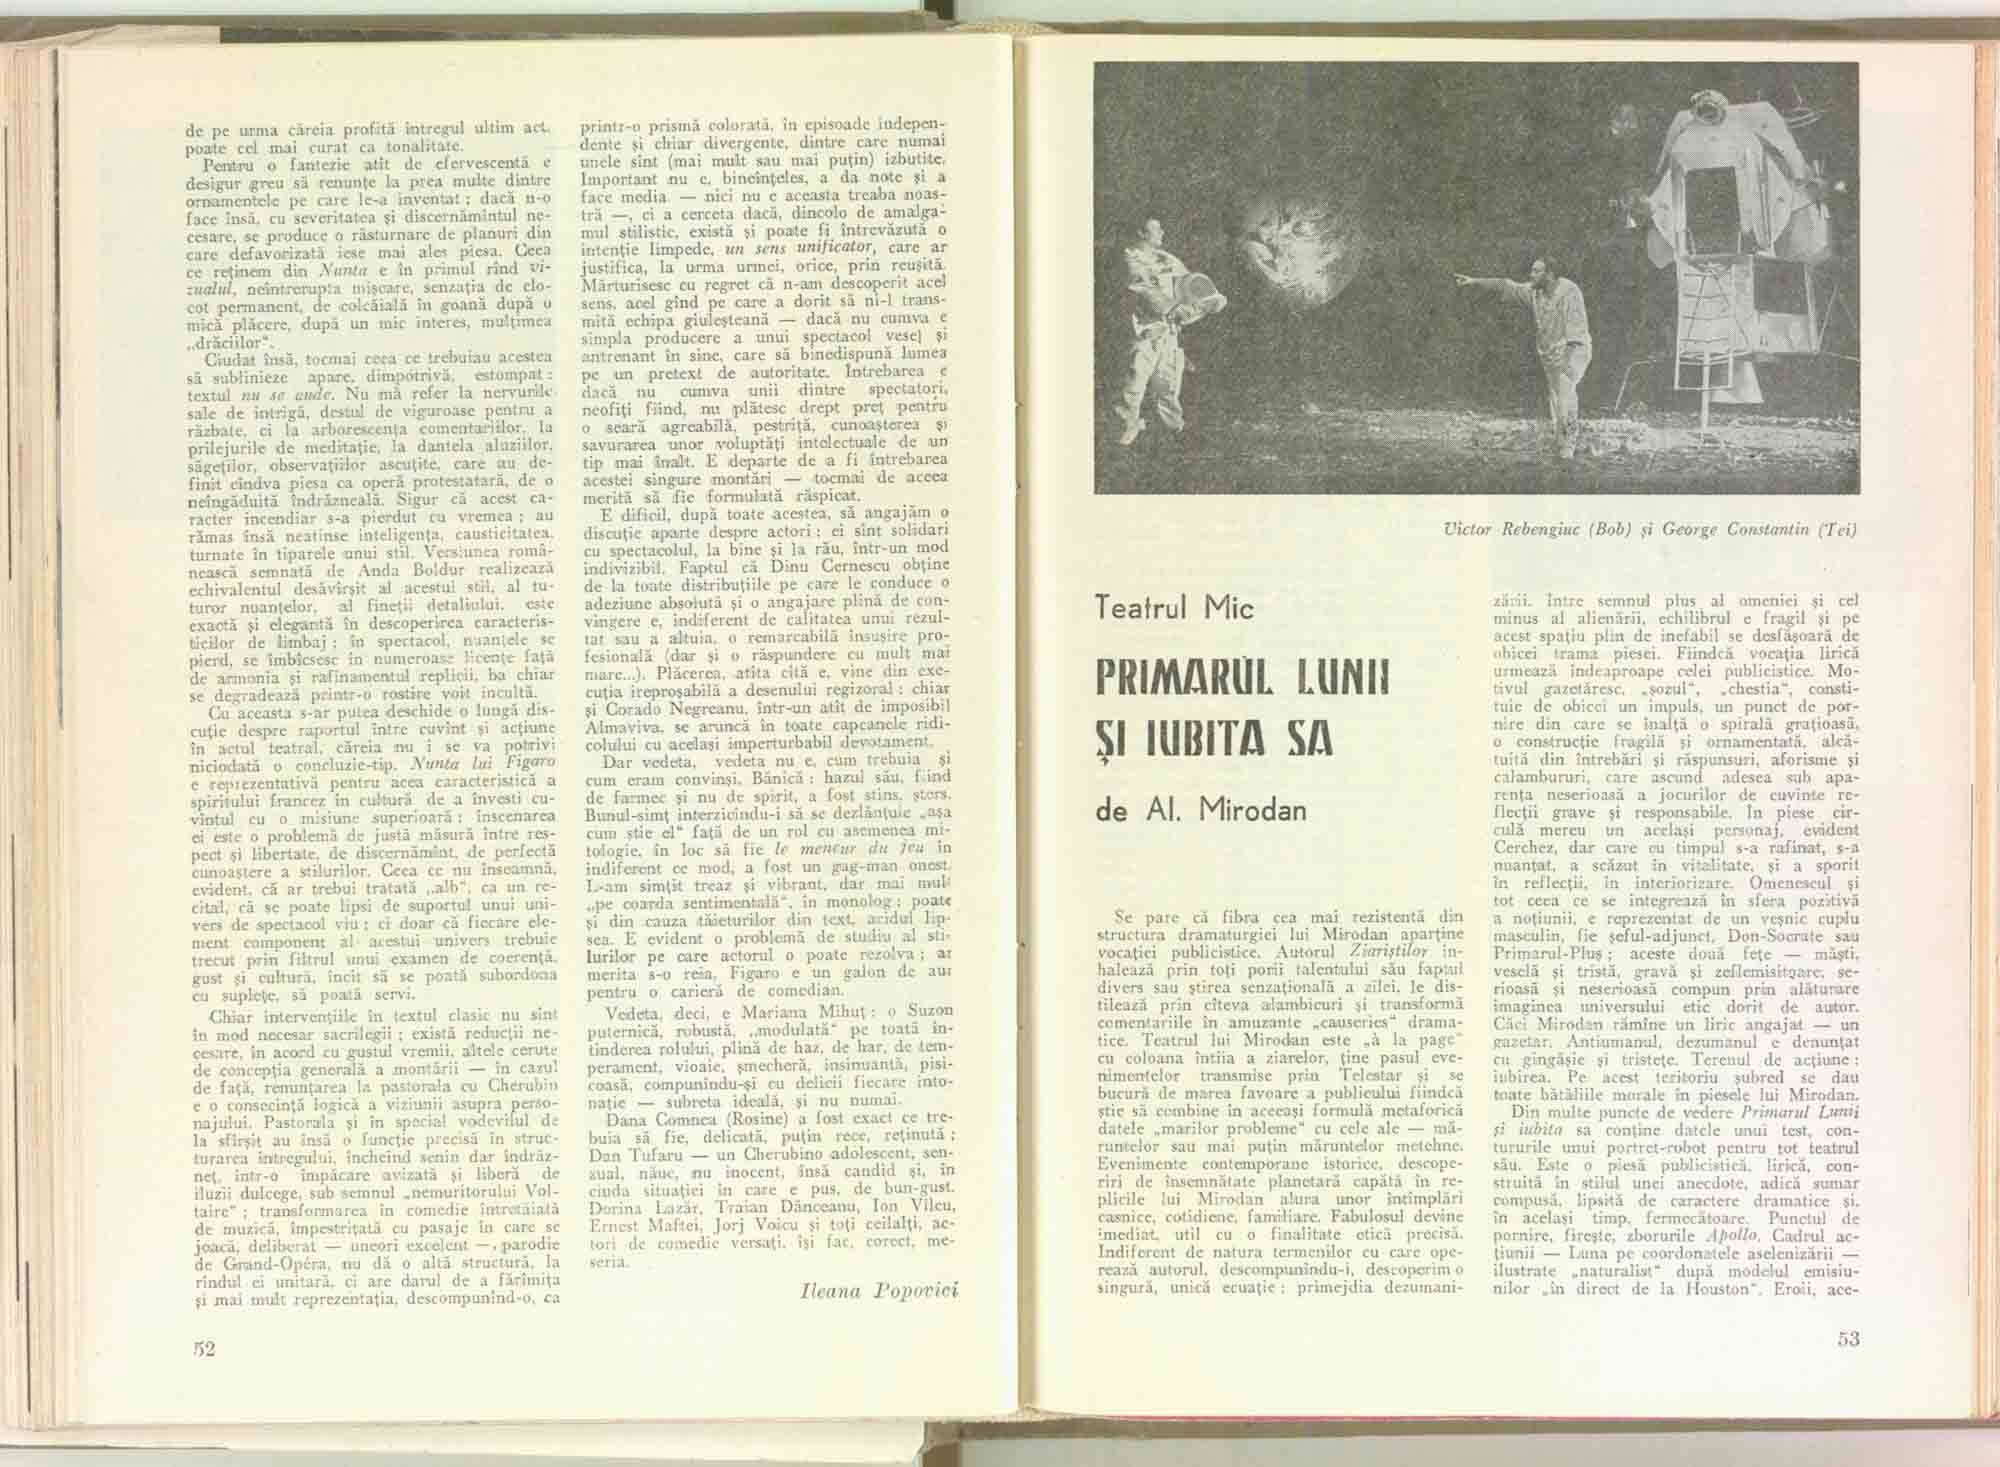 de pe urma căreia profită întregul ultim act,
poate cel mai curat ca tonalitate.
Pentru o fantezie atît de efervescentă e
desigur greu să renunțe la prea multe dintre
ornamentele pe care le-a inventat ; dacă n-o
face însă, cu severitatea și discernămîntul ne-
cesare, se produce o răsturnare de planuri din
care defavorizată iese mai ales piesa. Ceea
ce reținem din Nunta e în primul rînd vi-
zualul, neîntrerupta mișcare, senzația de clo-
cot permanent, de colcăială în goană după o
mică plăcere, după un mic interes, mulțimea
„drăciilor“.
Ciudat însă, tocmai ceea ce trebuiau acestea
să sublinieze apare, dimpotrivă, estompat :
textul nu se aude. Nu mă refer la nervurile
sale de intrigă, destul de viguroase pentru a
răzbate, ci la arborescența comentariilor, la
prilejurile de meditație, la dantela aluziilor,
săgeților, observațiilor ascuțite, care au de-
finit cîndva piesa ca operă protestatară, de o
neîngăduită îndrăzneală. Sigur că acest ca-
racter incendiar s-a pierdut cu vremea ; au
rămas însă neatinse inteligența, causticitatea,
turnate în tiparele unui stil. Versiunea româ-
nească semnată de Anda Boldur realizează
echivalentul desăvîrșit al acestui stil, al tu-
turor nuanțelor, al fineții detaliului, este
exactă și elegantă în descoperirea caracteris-
ticilor de limbaj ; în spectacol, nuanțele se
pierd, se îmbîcsesc în numeroase licențe față
de armonia și rafinamentul replicii, ba chiar
se degradează printr-o rostire voit incultă.
Cu aceasta s-ar putea deschide o lungă dis-
cuție despre raportul între cuvînt și acțiune
în actul teatral, căreia nu i se va potrivi
niciodată o concluzie-tip. Nunta lui Figaro
e reprezentativă pentru acea caracteristică a
spiritului francez în cultură de a învesti cu-
vîntul cu o misiune superioară ; înscenarea
ei este o problemă de justă măsură între res-
pect și libertate, de discernămînt, de perfectă
cunoaștere a stilurilor. Ceea ce nu înseamnă,
evident, că ar trebui tratată „alb“, ca un re-
cital, că se poate lipsi de suportul unui uni-
vers de spectacol viu ; ci doar că fiecare ele-
ment component al acestui univers trebuie
trecut prin filtrul unui examen de coerență,
gust și cultură, încît să se poată subordona
cu suplețe, să poată servi.
Chiar intervențiile în textul clasic nu sînt
în mod necesar sacrilegii ; există reducții ne-
cesare, în acord cu gustul vremii, altele cerute
de concepția generală a montării — în cazul
de față, renunțarea la pastorala cu Cherubin
e o consecință logică a viziunii asupra perso-
najului. Pastorala și în special vodevilul de
la sfîrșit au însă o funcție precisă în struc-
turarea întregului, încheind senin dar îndrăz-
neț, într-o împăcare avizată și liberă de
iluzii dulcege, sub semnul „nemuritorului Vol-
taire“ ; transformarea în comedie întretăiată
de muzică, împestrițată cu pasaje în care se
joacă, deliberat — uneori excelent —, parodie
de Grand-Opéra, nu dă o altă structură, la
rîndul ei unitară, ci are darul de a fărîmița
și mai mult reprezentația, descompunînd-o, ca
52
printr-o prismă colorată, în episoade indepen-
dente și chiar divergente, dintre care numai
unele sînt (mai mult sau mai puțin) izbutite.
Important nu e, bineînțeles, a da note și a
face media — nici nu e aceasta treaba noas-
tră —, ci a cerceta dacă, dincolo de amalga-
mul stilistic, există și poate fi întrevăzută o
intenție limpede, un sens unificator, care ar
justifica, la urma urmei, orice, prin reușită.
Mărturisesc cu regret că n-am descoperit acel
sens, acel gînd pe care a dorit să ni-l trans-
mită echipa giuleșteană — dacă nu cumva e
simpla producere a unui spectacol vesel și
antrenant în sine, care să binedispună lumea
pe un pretext de autoritate. Întrebarea e
dacă nu cumva unii dintre spectatori,
neofiți fiind, nu plătesc drept preț pentru
o seară agreabilă, pestriță, cunoașterea și
savurarea unor voluptăți intelectuale de un
tip mai înalt. E departe de a fi întrebarea
acestei singure montări — tocmai de aceea
merită să fie formulată răspicat.
E dificil, după toate acestea, să angajăm o
discuție aparte despre actori : ei sînt solidari
cu spectacolul, la bine și la rău, într-un mod
indivizibil. Faptul că Dinu Cernescu obține
de la toate distribuțiile pe care le conduce o
adeziune absolută și o angajare plină de con-
vingere e, indiferent de calitatea unui rezul-
tat sau a altuia, o remarcabilă însușire pro-
fesională (dar și o răspundere cu mult mai
mare...). Plăcerea, atîta cîtă e, vine din exe-
cuția ireproșabilă a desenului regizoral : chiar
și Corado Negreanu, într-un atît de imposibil
Almaviva, se aruncă în toate capcanele ridi-
colului cu același imperturbabil devotament.
Dar vedeta, vedeta nu e, cum trebuia și
cum eram convinși, Bănică : hazul său, fiind
de farmec și nu de spirit, a fost stins, șters.
Bunul-simț interzicîndu-i să se dezlănțuie „așa
cum știe el“ față de un rol cu asemenea mi-
tologie, în loc să fie le meneur du jeu în
indiferent ce mod, a fost un gag-man onest.
L-am simțit treaz și vibrant, dar mai mult
„pe coarda sentimentală“, în monolog ; poate
și din cauza tăieturilor din text, acidul lip-
sea. E evident o problemă de studiu al sti-
lurilor pe care actorul o poate rezolva ; ar
merita s-o reia, Figaro e un galon de aur
pentru o carieră de comedian.
Vedeta, deci, e Mariana Mihuț : o Suzon
puternică, robustă, „modulată“ pe toată în-
tinderea rolului, plină de haz, de har, de tem-
perament, vioaie, șmecheră, insinuantă, pisi-
coasă, compunîndu-și cu delicii fiecare into-
nație — subreta ideală, și nu numai.
Dana Comnea (Rosine) a fost exact ce tre-
buia să fie, delicată, puțin rece, reținută ;
Dan Tufaru — un Cherubino adolescent, sen-
zual, năuc, nu inocent, însă candid și, în
ciuda situației în care e pus, de bun-gust.
Dorina Lazăr, Traian Dănceanu, Ion Vîlcu,
Ernest Maftei, Jorj Voicu și toți ceilalți, ac-
tori de comedie versați, își fac, corect, me-
seria.
Ileana Popovici
Victor Rebengiuc (Bob) și George Constantin (Tei)
Teatrul Mic
PRIMARUL LUNII
ȘI IUBITA SA
de Al. Mirodan
Se pare că fibra cea mai rezistentă din
structura dramaturgiei lui Mirodan aparține
vocației publicistice. Autorul Ziariștilor in-
halează prin toți porii talentului său faptul
divers sau știrea senzațională a zilei, le dis-
tilează prin cîteva alambicuri și transformă
comentariile în amuzante „causeries“ drama-
tice. Teatrul lui Mirodan este „à la page“
cu coloana întîia a ziarelor, ține pasul eve-
nimentelor transmise prin Telestar și se
bucură de marea favoare a publicului fiindcă
știe să combine în aceeași formulă metaforică
datele „marilor probleme“ cu cele ale — mă-
runtelor sau mai puțin măruntelor metehne.
Evenimente contemporane istorice, descope-
riri de însemnătate planetară capătă în re-
plicile lui Mirodan alura unor întîmplări
casnice, cotidiene, familiare. Fabulosul devine
imediat, util cu o finalitate etică precisă.
Indiferent de natura termenilor cu care ope-
rează autorul, descompunîndu-i, descoperim o
singură, unică ecuație ; primejdia dezumani-
zării. Între semnul plus al omeniei și cel
minus al alienării, echilibrul e fragil și pe
acest spațiu plin de inefabil se desfășoară de
obicei trama piesei. Fiindcă vocația lirică
urmează îndeaproape celei publicistice. Mo-
tivul gazetăresc, „șozul“, „chestia“, consti-
tuie de obicei un impuls, un punct de por-
nire din care se înalță o spirală grațioasă,
o construcție fragilă și ornamentată, alcă-
tuită din întrebări și răspunsuri, aforisme și
calambururi, care ascund adesea sub apa-
rența neserioasă a jocurilor de cuvinte re-
flecții grave și responsabile. În piese cir-
culă mereu un același personaj, evident
Cerchez, dar care cu timpul s-a rafinat, s-a
nuanțat, a scăzut în vitalitate, și a sporit
în reflecții, în interiorizare. Omenescul și
tot ceea ce se integrează în sfera pozitivă
a noțiunii, e reprezentat de un veșnic cuplu
masculin, fie șeful-adjunct, Don-Socrate sau
Primarul-Pluș ; aceste două fețe — măști,
veselă și tristă, gravă și zeflemisitoare, se-
rioasă și neserioasă compun prin alăturare
imaginea universului etic dorit de autor.
Căci Mirodan rămîne un liric angajat — un
gazetar. Antiumanul, dezumanul e denunțat
cu gingășie și tristețe. Terenul de acțiune :
iubirea. Pe acest teritoriu șubred se dau
toate bătăliile morale în piesele lui Mirodan.
Din multe puncte de vedere Primarul Lunii
și iubita sa conține datele unui test, con-
tururile unui portret-robot pentru tot teatrul
său. Este o piesă publicistică, lirică, con-
struită în stilul unei anecdote, adică sumar
compusă, lipsită de caractere dramatice și,
în același timp, fermecătoare. Punctul de
pornire, firește, zborurile Apollo. Cadrul ac-
țiunii — Luna pe coordonatele aselenizării —
ilustrate „naturalist“ după modelul emisiu-
nilor „în direct de la Houston“. Eroii, ace-
53